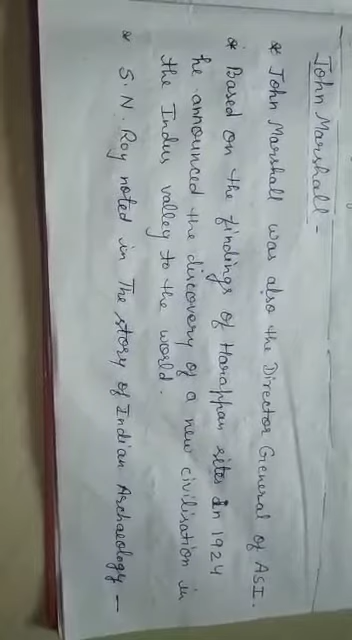 John Marshall -
* John Marshall was also the Director General of ASI.
* Based on the findings of Harappan sites in 1924
he announced the discovery of a new civilisation in
the Indus valley to the world.
* S.N. Roy noted in The story of Indian Archaeology -